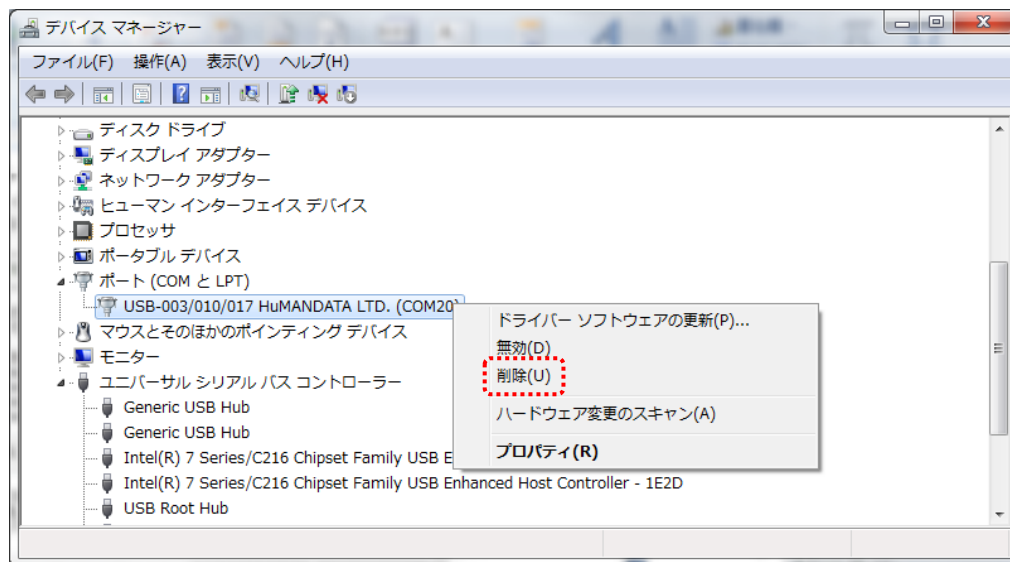 デバイス マネージャー
ファイル(F) 操作(A) 表示(V) ヘルプ(H)
ディスク ドライブ
ディスプレイ アダプター
ネットワーク アダプター
ヒューマン インターフェイス デバイス
プロセッサ
ポータブル デバイス
ポート (COM と LPT)
USB-003/010/017 HuMANDATA LTD. (COM20)
マウスとそのほかのポインティング デバイス
モニター
ユニバーサル シリアル バス コントローラー
Generic USB Hub
Generic USB Hub
Intel(R) 7 Series/C216 Chipset Family USB E
Intel(R) 7 Series/C216 Chipset Family USB Enhanced Host Controller - 1E2D
USB Root Hub
ドライバー ソフトウェアの更新(P)...
無効(D)
削除(U)
ハードウェア変更のスキャン(A)
プロパティ(R)